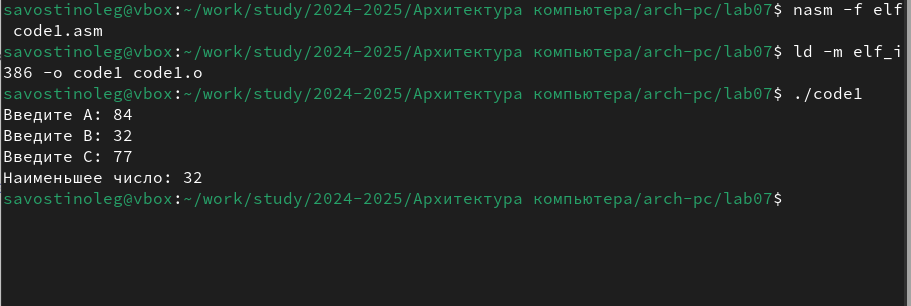 savostinoleg@vbox:~/work/study/2024-2025/Архитектура компьютера/arch-pc/lab07$ nasm -f elf
 code1.asm
savostinoleg@vbox:~/work/study/2024-2025/Архитектура компьютера/arch-pc/lab07$ ld -m elf_i
386 -o code1 code1.o
savostinoleg@vbox:~/work/study/2024-2025/Архитектура компьютера/arch-pc/lab07$ ./code1
Введите A: 84
Введите B: 32
Введите C: 77
Наименьшее число: 32
savostinoleg@vbox:~/work/study/2024-2025/Архитектура компьютера/arch-pc/lab07$